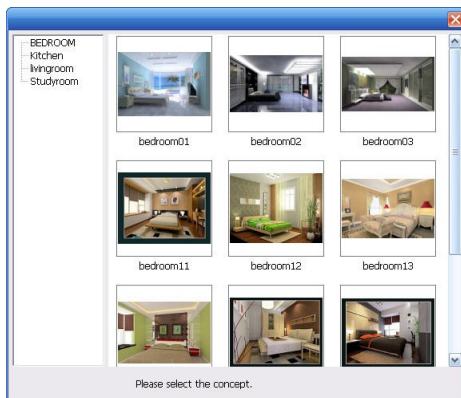 BEDROOM
Kitchen
livingroom
Studyroom
bedroom01
bedroom02
bedroom03
bedroom11
bedroom12
bedroom13
Please select the concept.